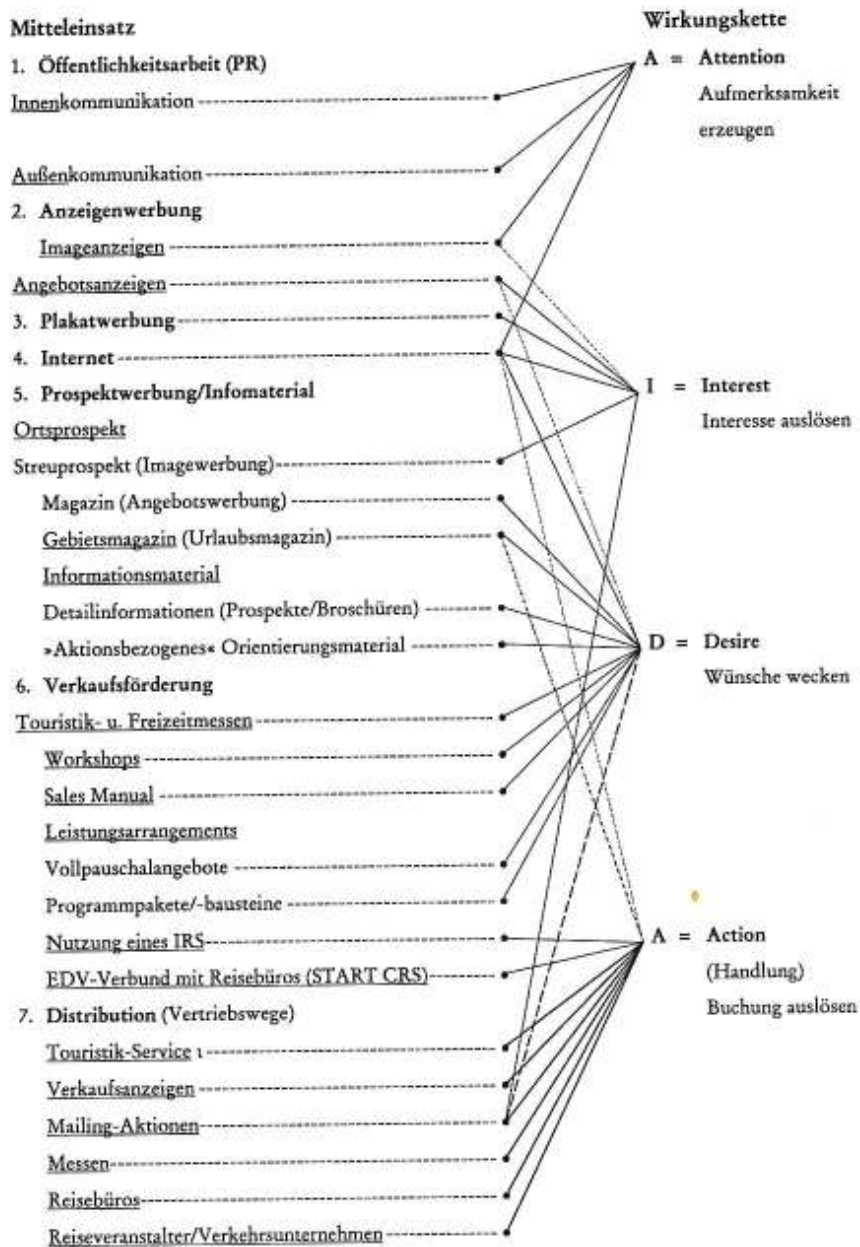 Mitteleinsatz
Wirkungskette
1. Öffentlichkeitsarbeit (PR)
A = Attention
Aufmerksamkeit
erzeugen
Innenkommunikation
Außenkommunikation
2. Anzeigenwerbung
Imageanzeigen
Angebotsanzeigen
3. Plakatwerbung
4. Internet
I = Interest
Interesse auslösen
5. Prospektwerbung/Infomaterial
Ortsprospekt
Streuprospekt (Imagewerbung)
Magazin (Angebotswerbung)
Gebietsmagazin (Urlaubsmagazin)
Informationsmaterial
Detailinformationen (Prospekte/Broschüren)
»Aktionsbezogenes« Orientierungsmaterial
D = Desire
Wünsche wecken
6. Verkaufsförderung
Touristik- u. Freizeitmessen
Workshops
Sales Manual
Leistungsarrangements
Vollpauschalangebote
Programmpakete/-bausteine
Nutzung eines IRS
EDV-Verbund mit Reisebüros (START CRS)
A = Action
(Handlung)
Buchung auslösen
7. Distribution (Vertriebswege)
Touristik-Service 1
Verkaufsanzeigen
Mailing-Aktionen
Messen
Reisebüros
Reiseveranstalter/Verkehrsunternehmen